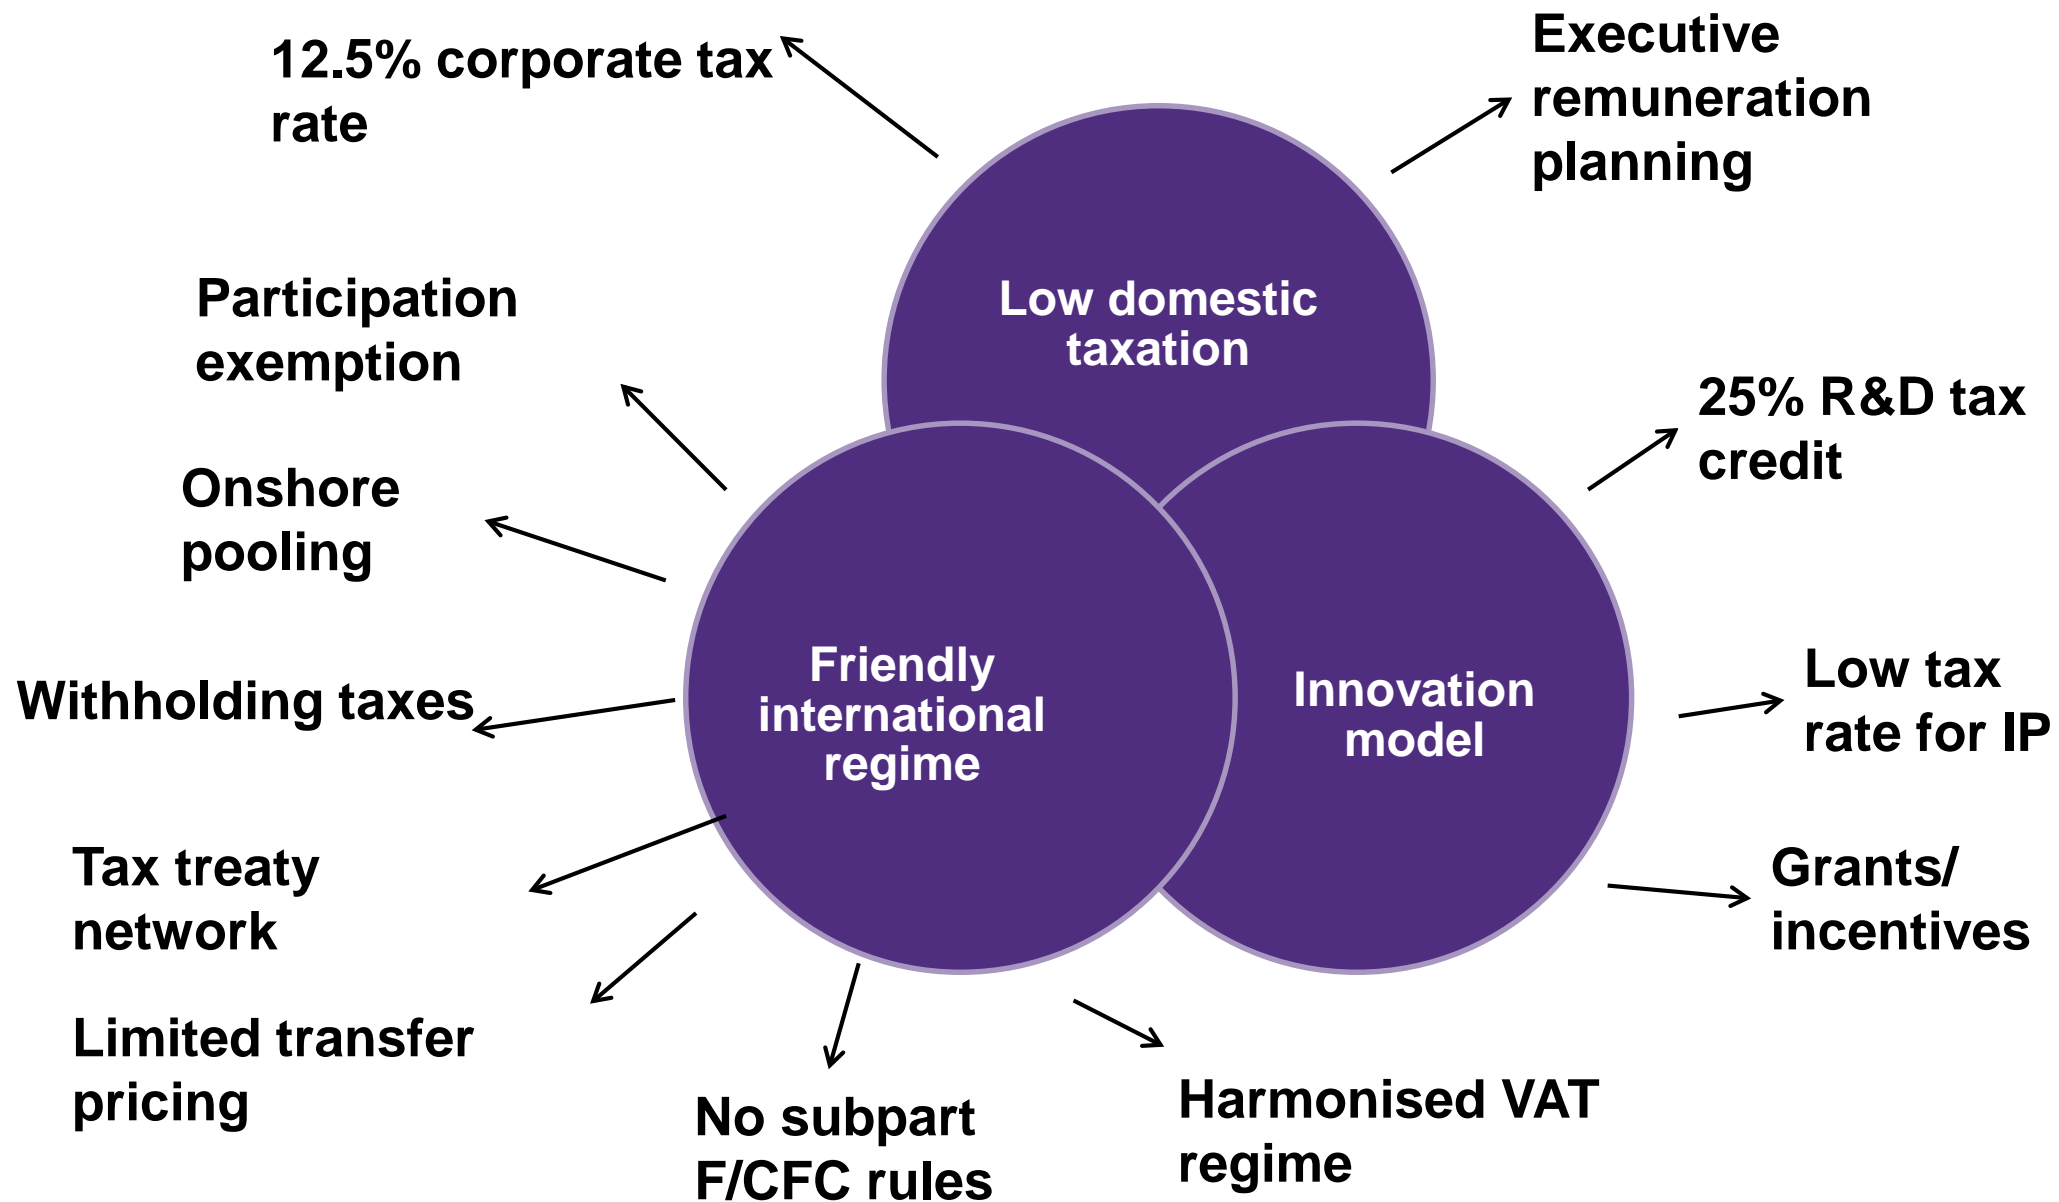 12.5% corporate tax
rate
Executive
remuneration
planning
Low domestic
taxation
Participation
exemption
25% R&D tax
credit
Onshore
pooling
Withholding taxes
Friendly
international
regime
Innovation
model
Low tax
rate for IP
Tax treaty
network
Grants/
incentives
Limited transfer
pricing
No subpart
F/CFC rules
Harmonised VAT
regime